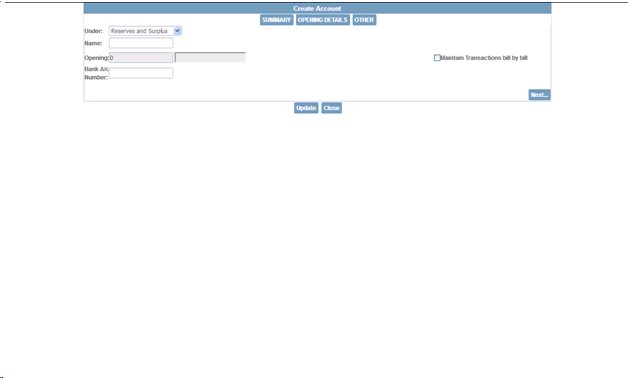 Create Account
SUMMARY OPENING DETAILS OTHER
Under: Reserves and Surplus
Name:
Opening: 0 Maintain Transactions bill by bill
Bank A/c
Number:
Next...
Update Close